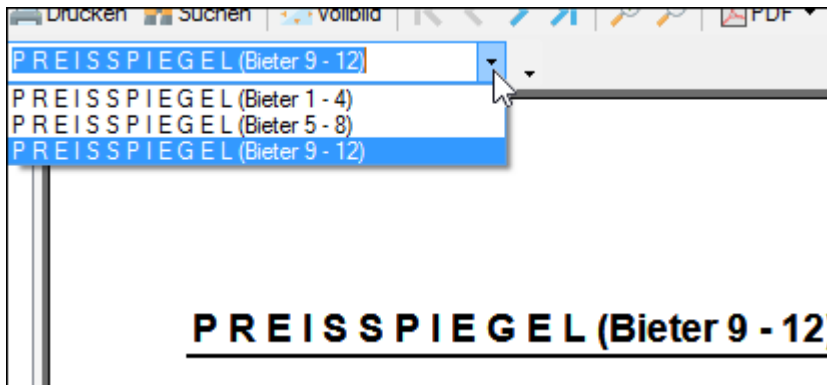 Drucken Suchen Vollbild PDF
P R E I S S P I E G E L (Bieter 9 - 12)
P R E I S S P I E G E L (Bieter 1 - 4)
P R E I S S P I E G E L (Bieter 5 - 8)
P R E I S S P I E G E L (Bieter 9 - 12)
P R E I S S P I E G E L (Bieter 9 - 12)